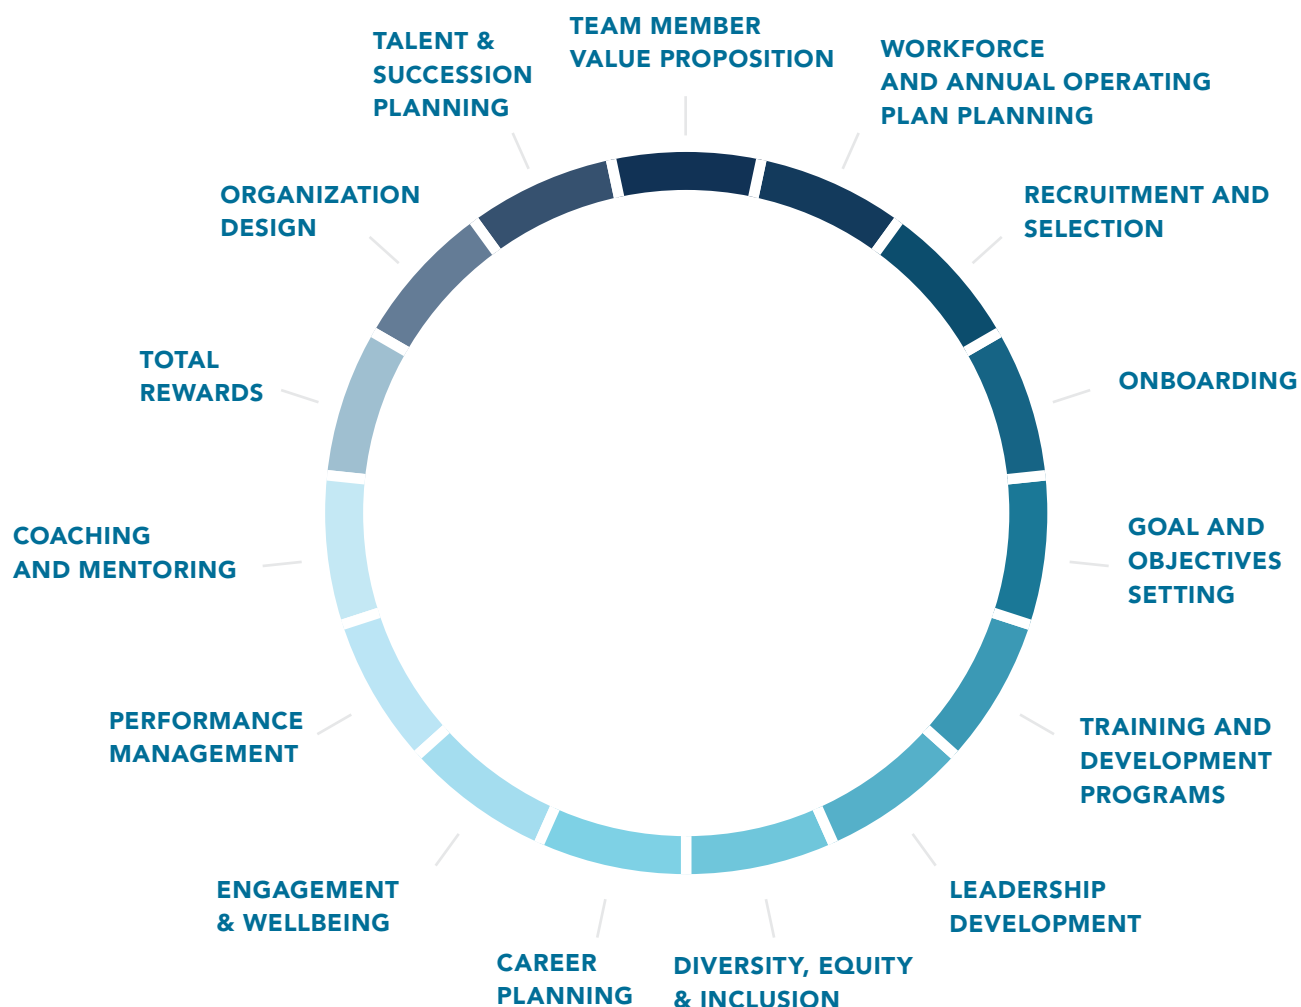 TEAM MEMBER
VALUE PROPOSITION
WORKFORCE
AND ANNUAL OPERATING
PLAN PLANNING
RECRUITMENT AND
SELECTION
ONBOARDING
GOAL AND
OBJECTIVES
SETTING
TRAINING AND
DEVELOPMENT
PROGRAMS
LEADERSHIP
DEVELOPMENT
DIVERSITY, EQUITY
& INCLUSION
CAREER
PLANNING
ENGAGEMENT
& WELLBEING
PERFORMANCE
MANAGEMENT
COACHING
AND MENTORING
TOTAL
REWARDS
ORGANIZATION
DESIGN
TALENT &
SUCCESSION
PLANNING